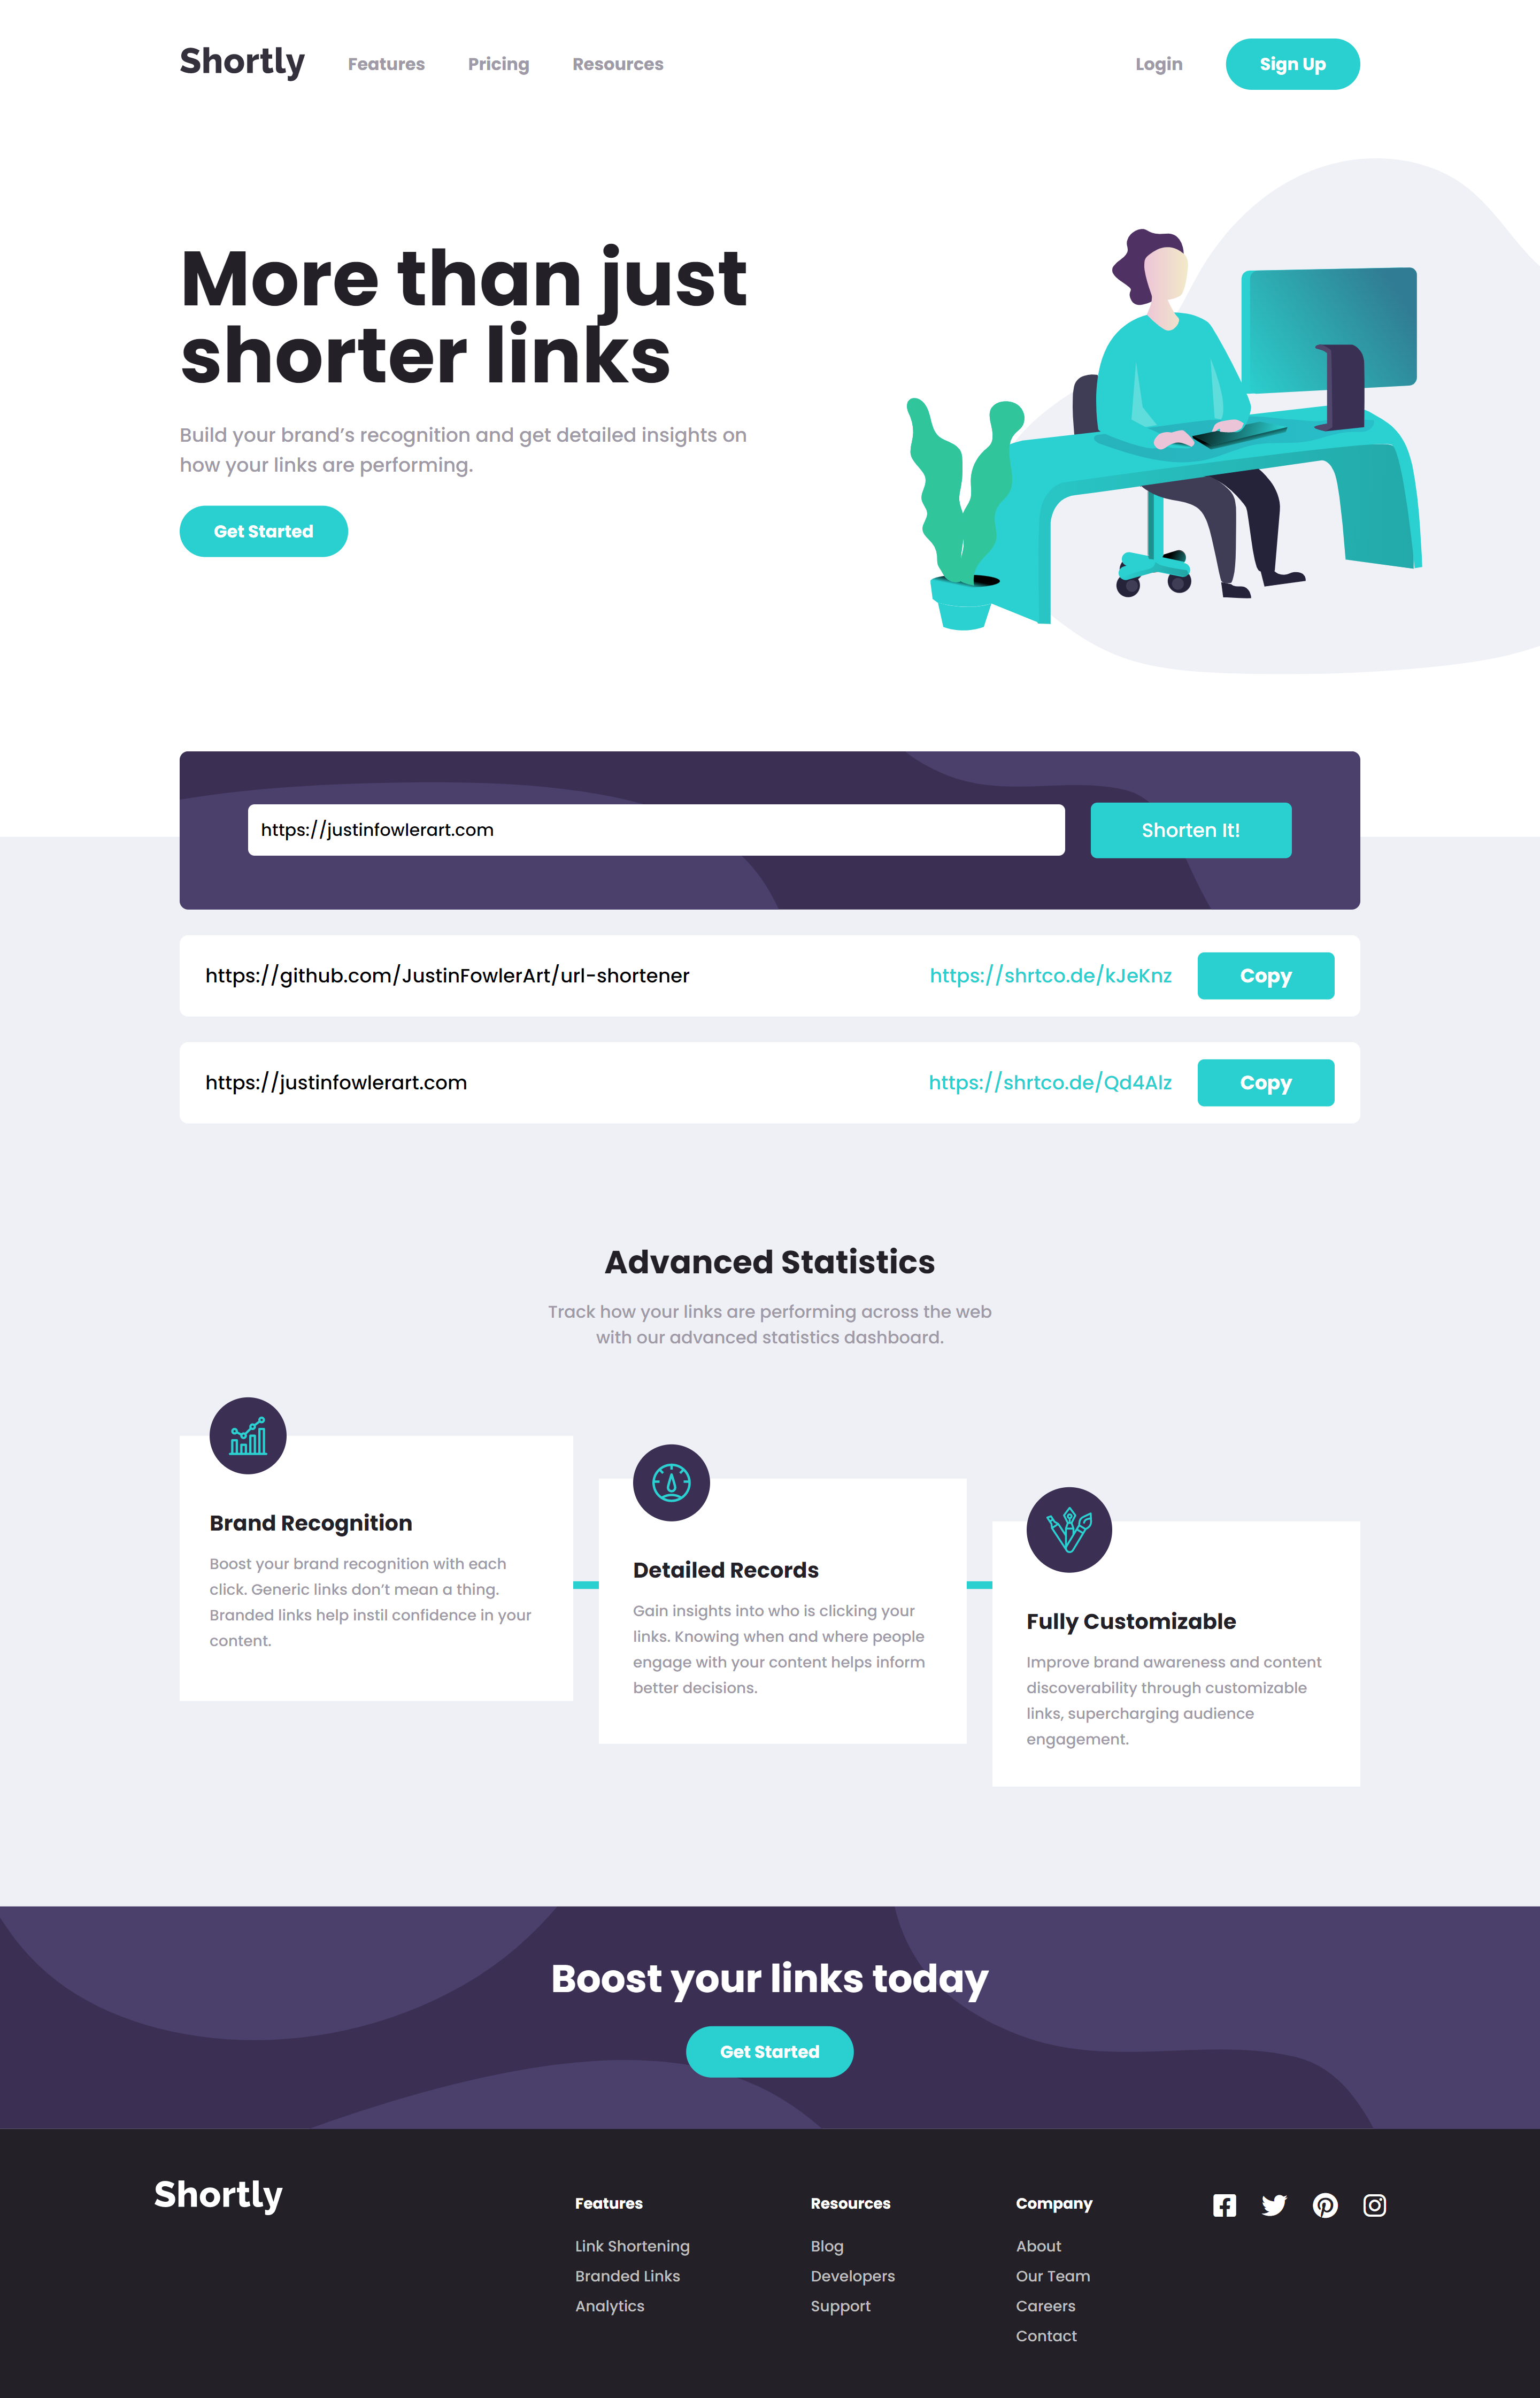 Shortly
Features
Pricing
Resources
Login
Sign Up
More than just
shorter links
Build your brand’s recognition and get detailed insights on
how your links are performing.
Get Started
https://justinfowlerart.com
Shorten It!
https://github.com/JustinFowlerArt/url-shortener
https://shrtco.de/kJeKnz
Copy
https://justinfowlerart.com
https://shrtco.de/Qd4Alz
Copy
Advanced Statistics
Track how your links are performing across the web
with our advanced statistics dashboard.
Brand Recognition
Boost your brand recognition with each
click. Generic links don’t mean a thing.
Branded links help instil confidence in your
content.
Detailed Records
Gain insights into who is clicking your
links. Knowing when and where people
engage with your content helps inform
better decisions.
Fully Customizable
Improve brand awareness and content
discoverability through customizable
links, supercharging audience
engagement.
Boost your links today
Get Started
Shortly
Features
Link Shortening
Branded Links
Analytics
Resources
Blog
Developers
Support
Company
About
Our Team
Careers
Contact